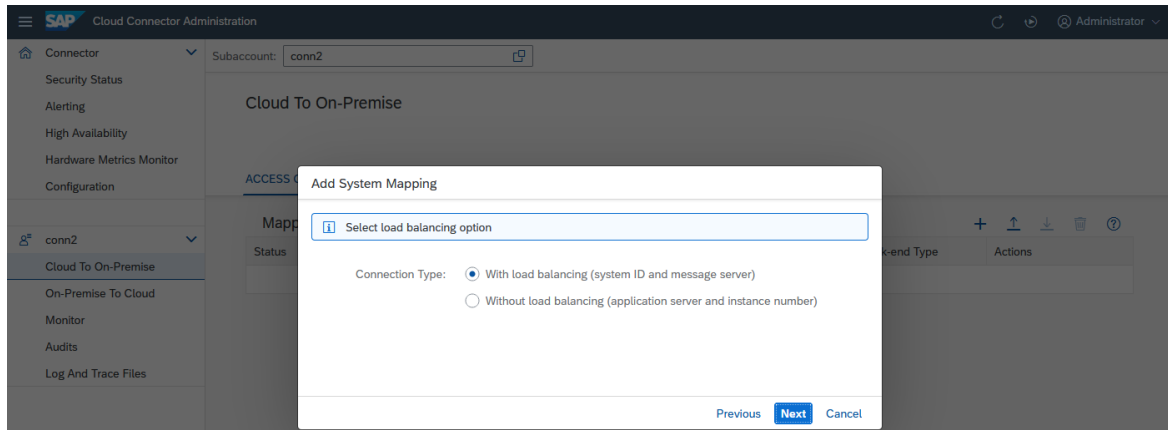 SAP Cloud Connector Administration
Administrator
Connector
Subaccount: conn2
Security Status
Alerting
Cloud To On-Premise
High Availability
Hardware Metrics Monitor
Configuration
ACCESS C
Add System Mapping
Mapp
Select load balancing option
conn2
Status
k-end Type
Actions
Cloud To On-Premise
Connection Type: With load balancing (system ID and message server)
On-Premise To Cloud
Without load balancing (application server and instance number)
Monitor
Audits
Log And Trace Files
Previous Next Cancel